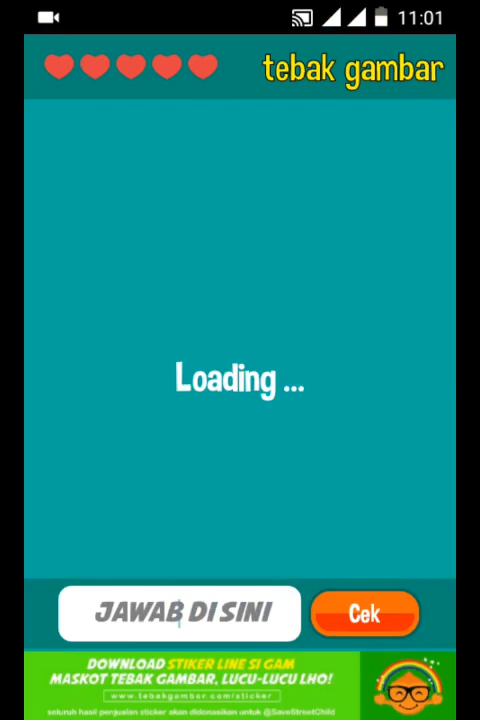 11:01
tebak gambar
Loading ...
JAWAB DI SINI
Cek
DOWNLOAD STIKER LINE SI GAM
MASKOT TEBAK GAMBAR, LUCU-LUCU LHO!
www.tebakgambar.com/sticker
seluruh hasil penjualan sticker akan didonasikan untuk @SaveStreetChild